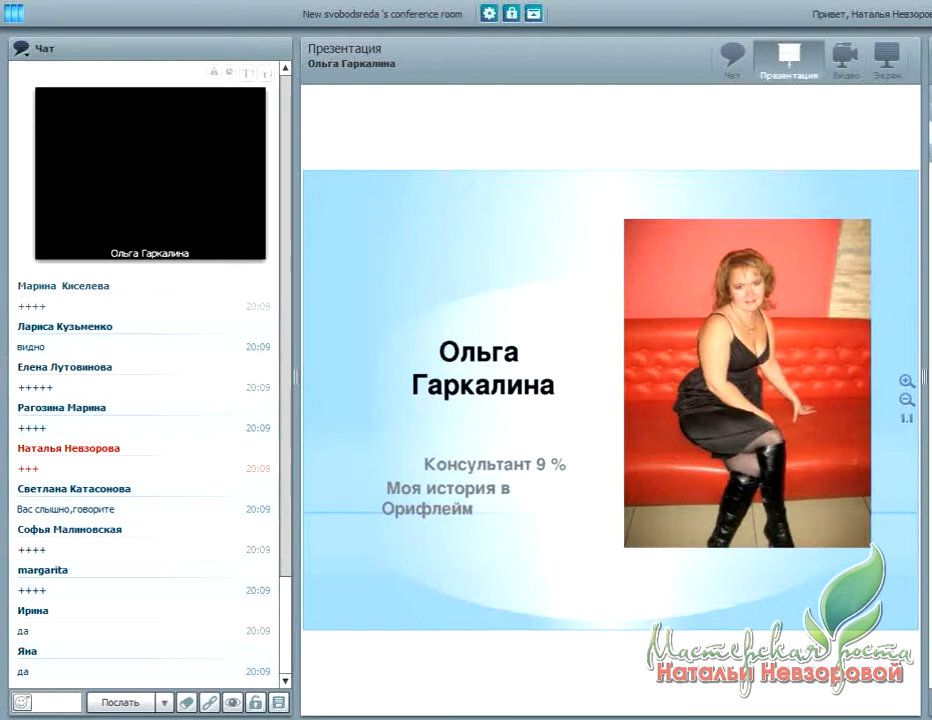 New svobodsreda 's conference room
Привет, Наталья Невзоров
Чат
Ольга Гаркалина
Марина Киселева
++++ 20:09
Лариса Кузьменко
видно 20:09
Елена Лутовинова
+++++ 20:09
Рагозина Марина
++++ 20:09
Наталья Невзорова
+++ 20:09
Светлана Катасонова
Вас слышно,говорите 20:09
Софья Малиновская
++++ 20:09
margarita
++++ 20:09
Ирина
да 20:09
Яна
да 20:09
Послать
Презентация
Ольга Гаркалина
Чат
Презентация
Видео
Экран
Ольга
Гаркалина
Консультант 9 %
Моя история в
Орифлейм
1.1
Мастерская роста
Натальи Невзоровой